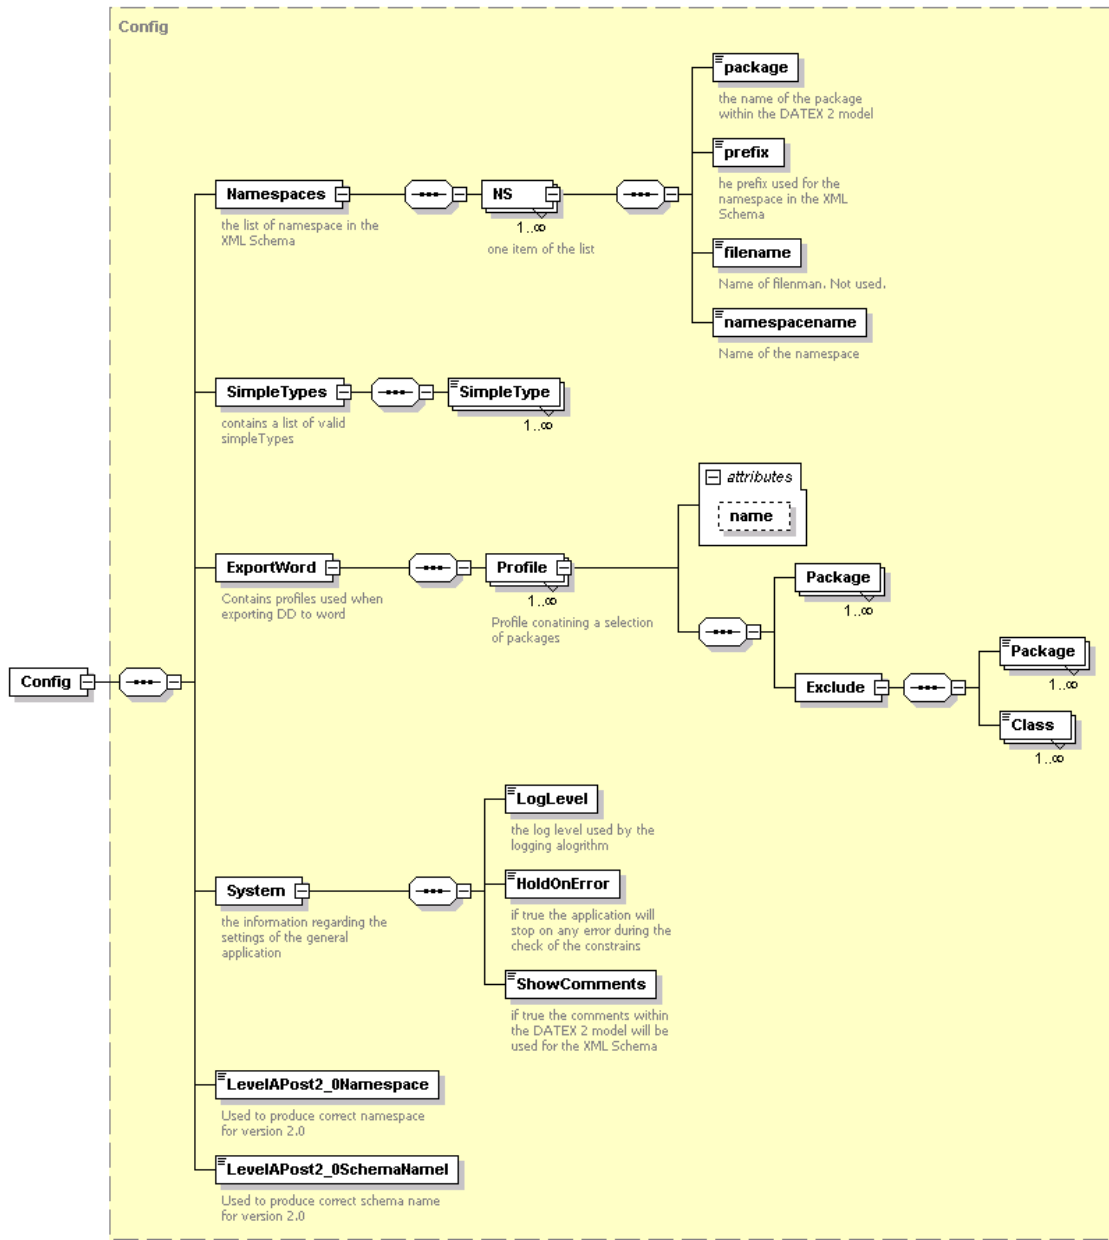 Config
package
the name of the package
within the DATEX 2 model
prefix
he prefix used for the
namespace in the XML
Schema
Namespaces
the list of namespace in the
XML Schema
NS
1..∞
one item of the list
filename
Name of filenman. Not used.
namespacename
Name of the namespace
SimpleTypes
contains a list of valid
simpleTypes
SimpleType
1..∞
attributes
name
ExportWord
Contains profiles used when
exporting DD to word
Profile
1..∞
Profile conatining a selection
of packages
Package
1..∞
Exclude
Package
1..∞
Class
1..∞
Config
LogLevel
the log level used by the
logging alogrithm
System
the information regarding the
settings of the general
application
HoldOnError
if true the application will
stop on any error during the
check of the constrains
ShowComments
if true the comments within
the DATEX 2 model will be
used for the XML Schema
LevelAPost2_0Namespace
Used to produce correct namespace
for version 2.0
LevelAPost2_0SchemaNamel
Used to produce correct schema name
for version 2.0